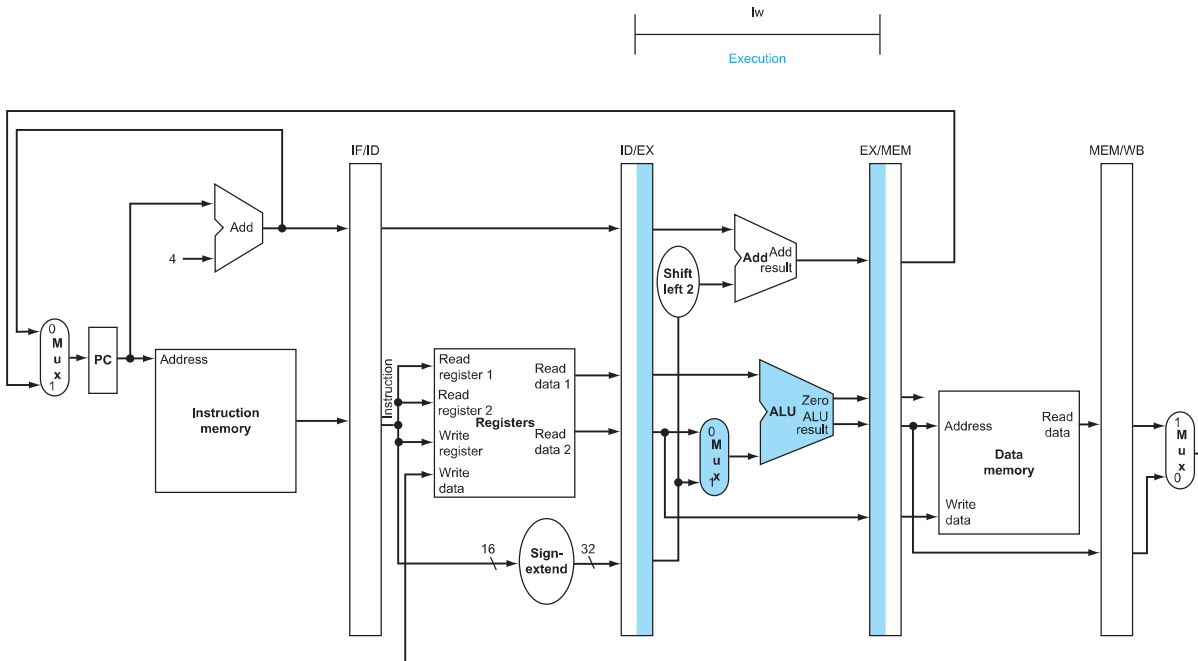 lw
Execution
IF/ID
ID/EX
EX/MEM
MEM/WB
Add
4
Shift
left 2
Add
Add
result
0
M
u
x
1
PC
Address
Instruction
memory
Instruction
Read
register 1
Read
register 2
Registers
Write
register
Write
data
Read
data 1
Read
data 2
16
Sign-
extend
32
0
M
u
x
1
ALU
Zero
ALU
result
Address
Read
data
Data
memory
Write
data
1
M
u
x
0